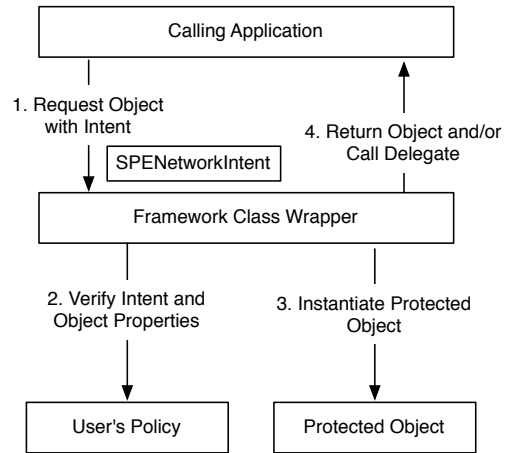 Calling Application
1. Request Object
with Intent
4. Return Object and/or
Call Delegate
SPENetworkIntent
Framework Class Wrapper
2. Verify Intent and
Object Properties
3. Instantiate Protected
Object
User's Policy
Protected Object